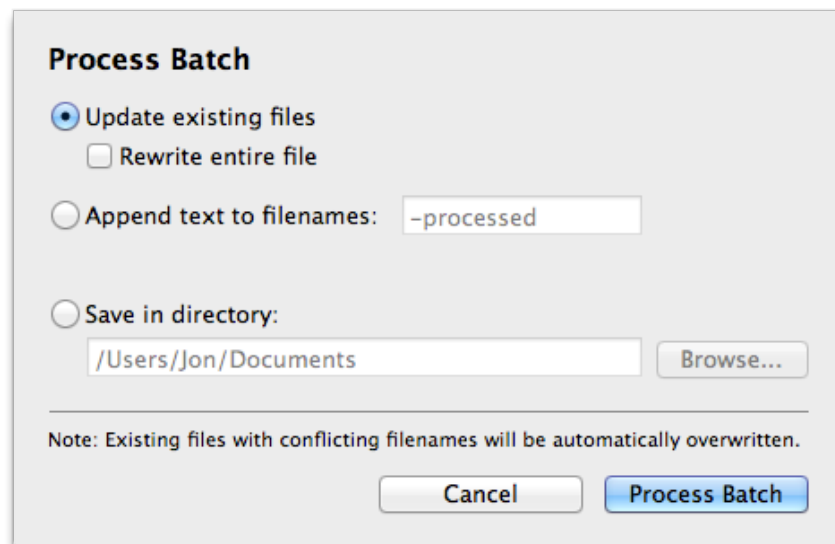 Process Batch
Update existing files
Rewrite entire file
Append text to filenames: -processed
Save in directory:
/Users/Jon/Documents Browse...
Note: Existing files with conflicting filenames will be automatically overwritten.
Cancel Process Batch